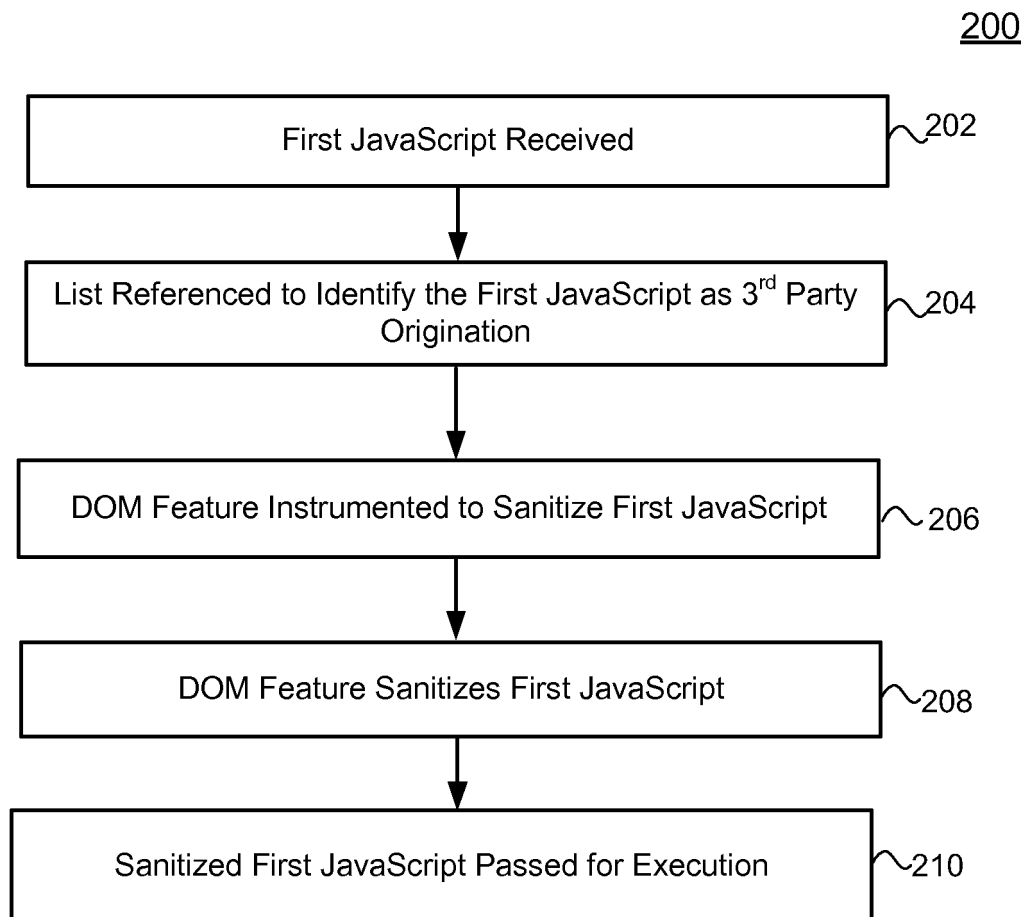 200
First JavaScript Received
202
List Referenced to Identify the First JavaScript as 3rd Party
Origination
204
DOM Feature Instrumented to Sanitize First JavaScript
206
DOM Feature Sanitizes First JavaScript
208
Sanitized First JavaScript Passed for Execution
210